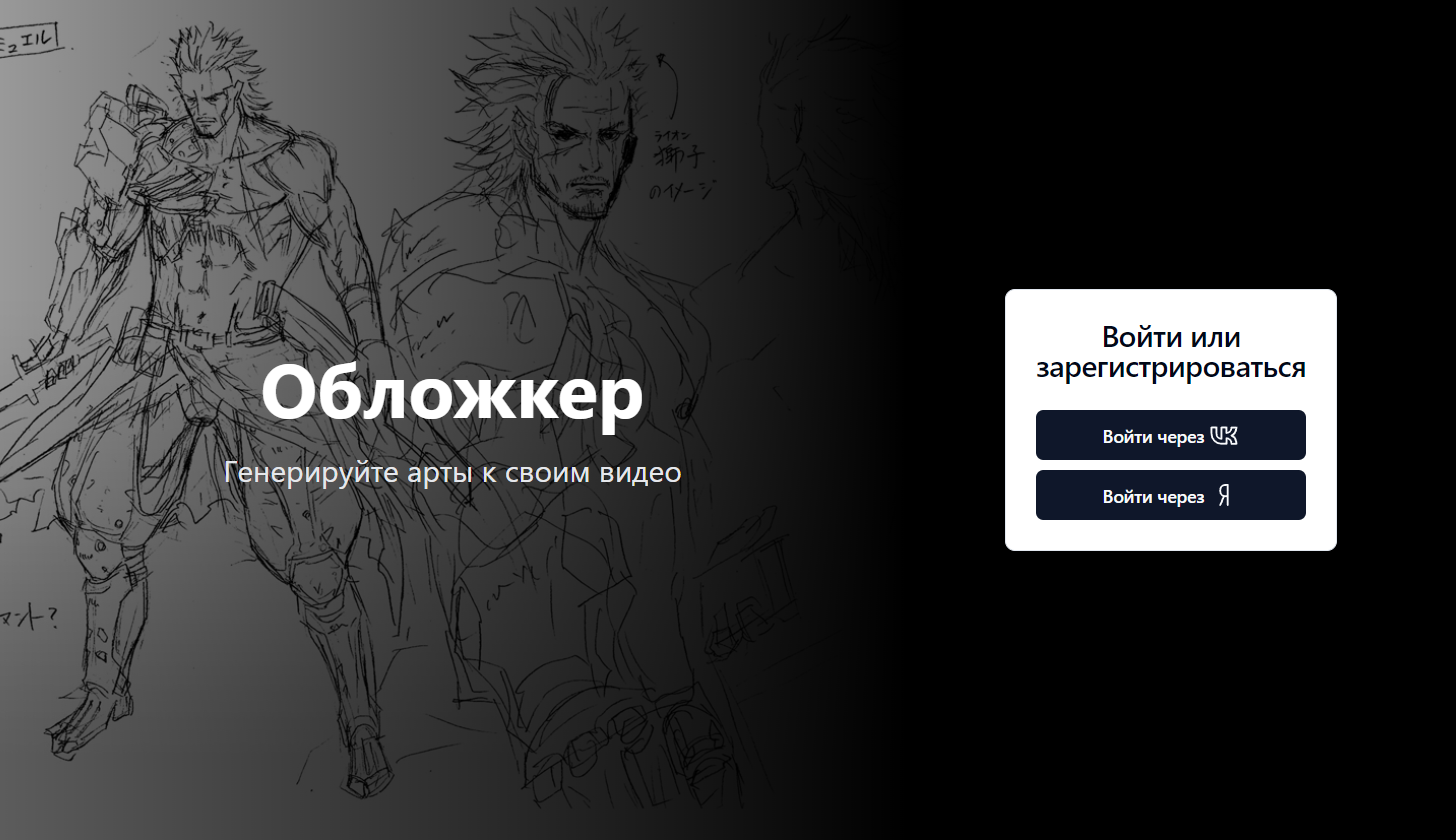 ミュエル
ライオン
獅子
のイメージ
Обложкер
Генерируйте арты к своим видео
マント?
Войти или
зарегистрироваться
Войти через VK
Войти через Я